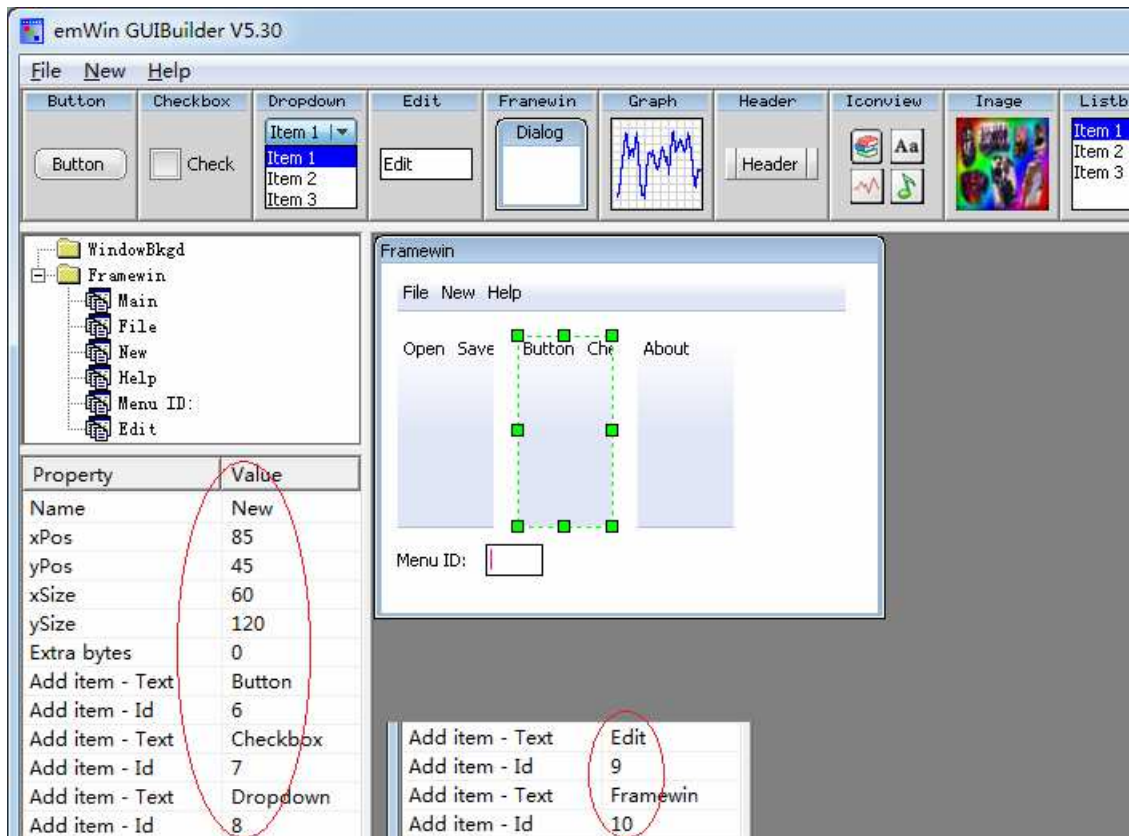 emWin GUIBuilder V5.30
File New Help
Button Checkbox Dropdown Edit Framewin Graph Header Iconview Image Listb
Button
Check
Item 1
Item 1
Item 2
Item 3
Edit
Dialog
Header
Aa
Item 1
Item 2
Item 3
WindowBkgd
Framewin
Main
File
New
Help
Menu ID:
Edit
Framewin
File New Help
Open Save Button Che About
Menu ID:
Property Value
Name New
xPos 85
yPos 45
xSize 60
ySize 120
Extra bytes 0
Add item - Text Button
Add item - Id 6
Add item - Text Checkbox
Add item - Id 7
Add item - Text Dropdown
Add item - Id 8
Add item - Text Edit
Add item - Id 9
Add item - Text Framewin
Add item - Id 10